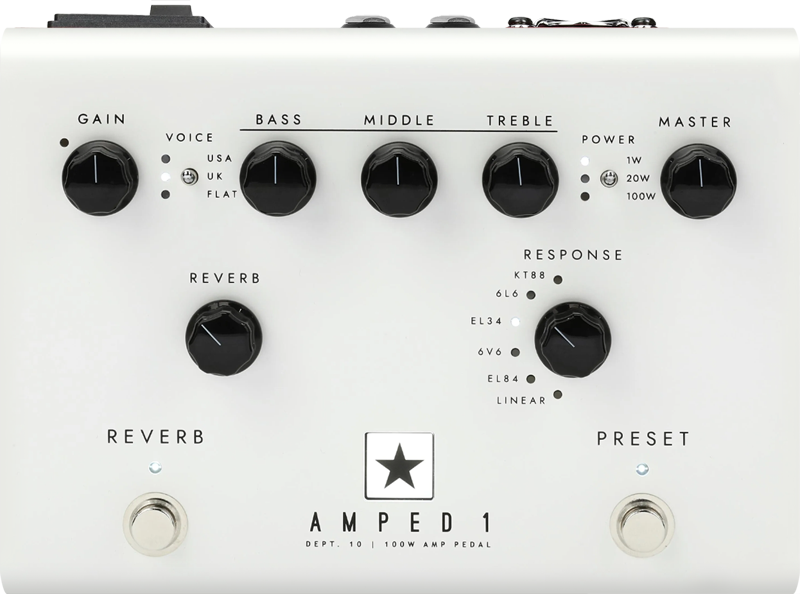 GAIN
VOICE
USA
UK
FLAT
BASS
MIDDLE
TREBLE
POWER
1W
20W
100W
MASTER
REVERB
RESPONSE
KT88
6L6
EL34
6V6
EL84
LINEAR
REVERB
PRESET
AMPED 1
DEPT. 10 | 100W AMP PEDAL